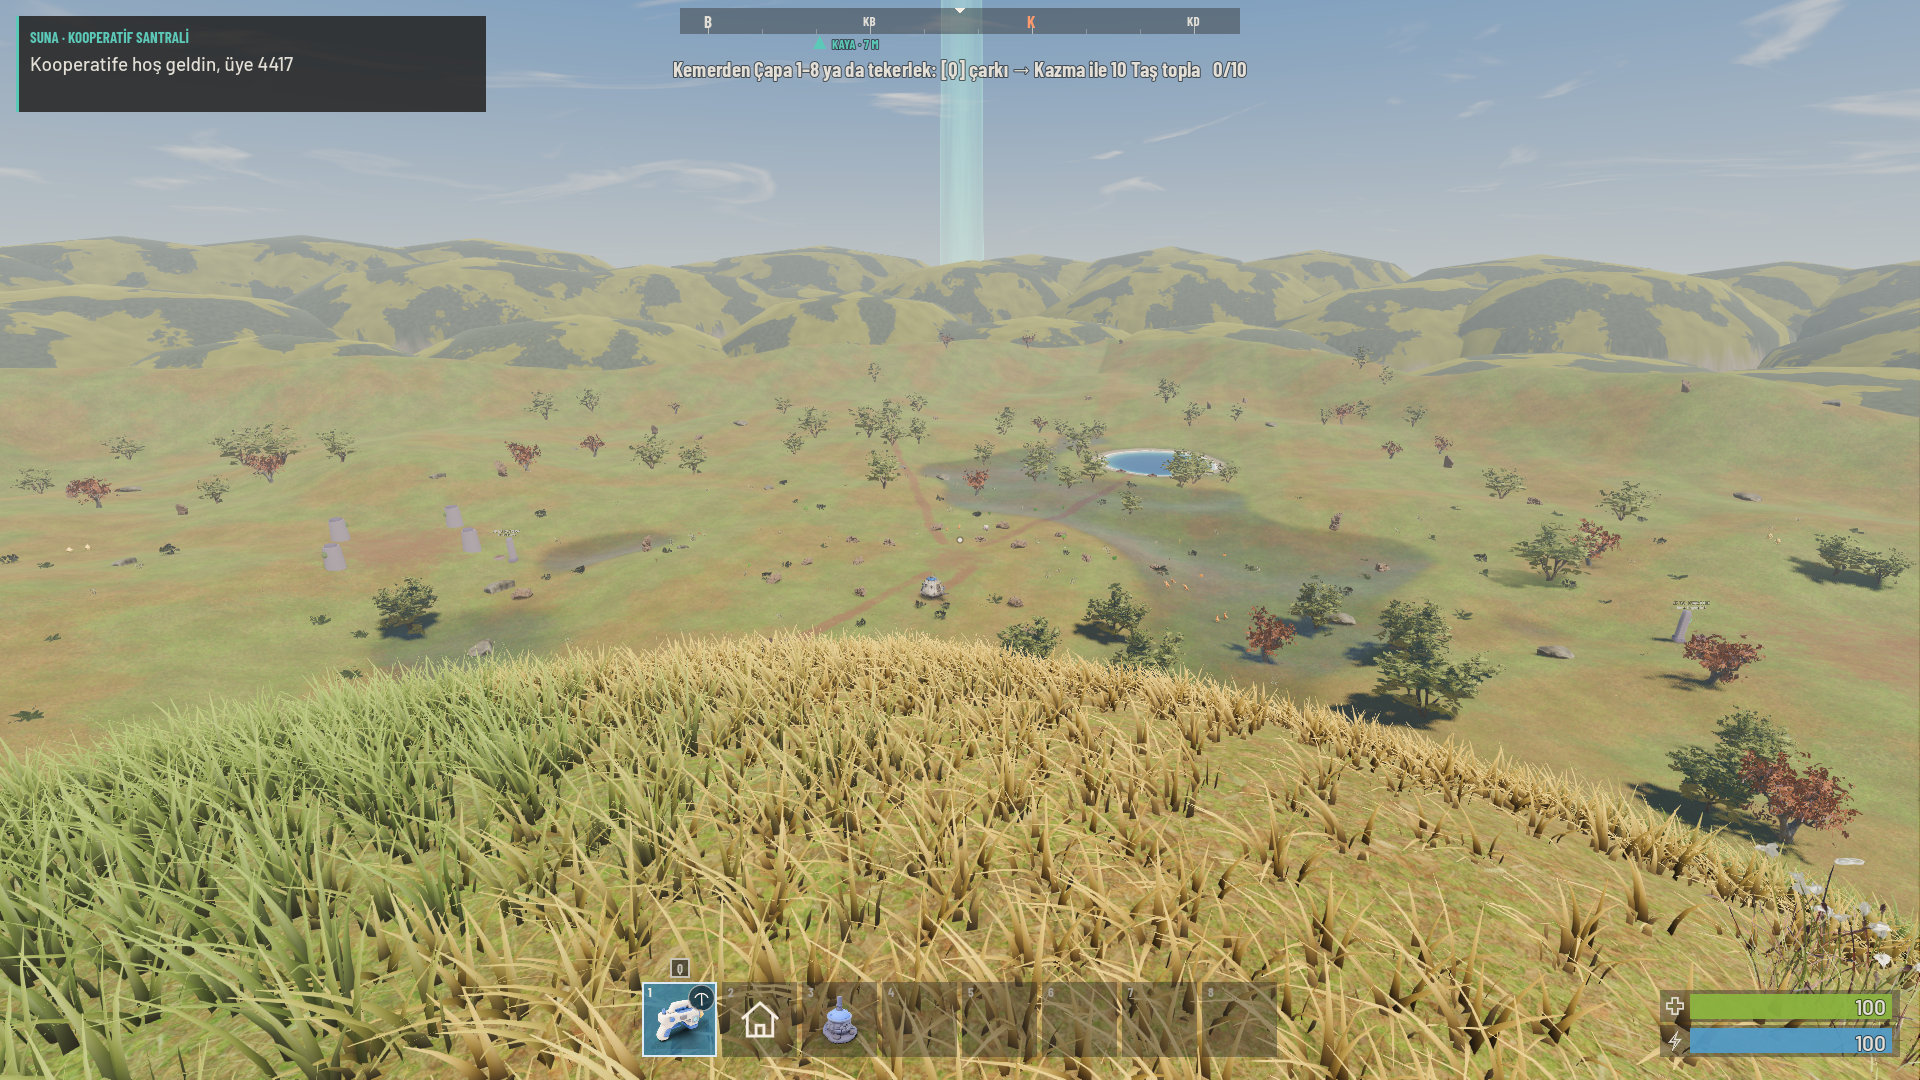 SUNA · KOOPERATİF SANTRALİ
Kooperatife hoş geldin, üye 4417
B KB K KD
KAYA · 7 M
Kemerden Çapa 1-8 ya da tekerlek: [Q] çarkı → Kazma ile 10 Taş topla 0/10
Q
1 2 3 4 5 6 7 8
100
100